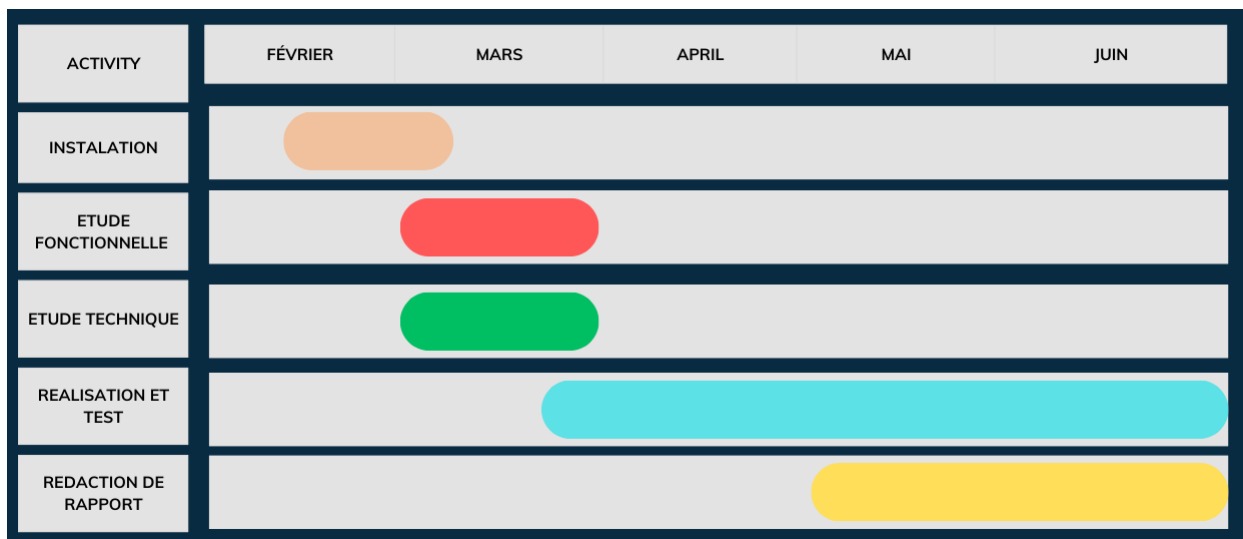 ACTIVITY
FÉVRIER
MARS
APRIL
MAI
JUIN
INSTALATION
ETUDE
FONCTIONNELLE
ETUDE TECHNIQUE
REALISATION ET
TEST
REDACTION DE
RAPPORT